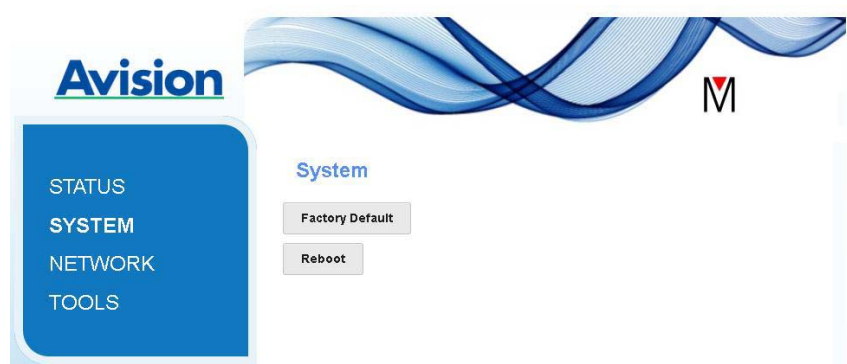 Avision
M
STATUS
SYSTEM
NETWORK
TOOLS
System
Factory Default
Reboot